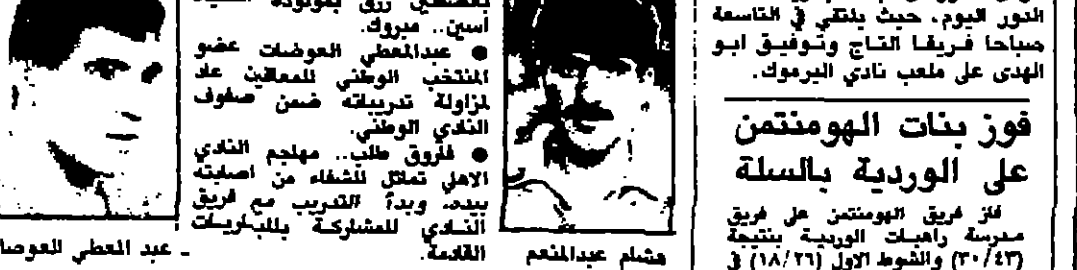 الدور اليوم، حيث يلتقي في التاسعة
صباحا فريقا التاج وتوفيق ابو
الهدى على ملعب نادي اليرموك.
فوز بنات الهومنتمن
على الوردية بالسلة
فاز فريق الهومنتمن على فريق
مدرسة راهبات الوردية بنتيجة
(٣٠/٤٣) والشوط الاول (١٨/٢٦) في
هشام عبدالمنعم
أسين.. مبروك.
● عبدالمعطي العوضات عضو
المنتخب الوطني للمعاقين عاد
لمزاولة تدريباته ضمن صفوف
النادي الوطني.
● فاروق طلب.. مهاجم النادي
الاهلي تماثل للشفاء من اصابته
بيده، وبدأ التدريب مع فريق
النادي للمشاركة بالمباريات
القادمة.
ـ عبد المعطي العوضا